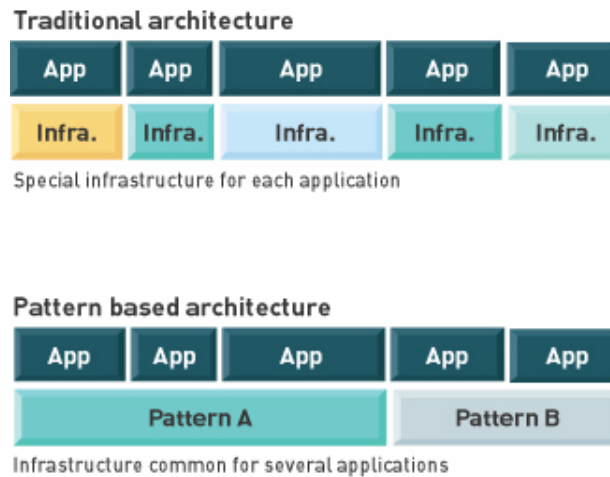 Traditional architecture
App App App App App
Infra. Infra. Infra. Infra. Infra.
Special infrastructure for each application
Pattern based architecture
App App App App App
Pattern A Pattern B
Infrastructure common for several applications